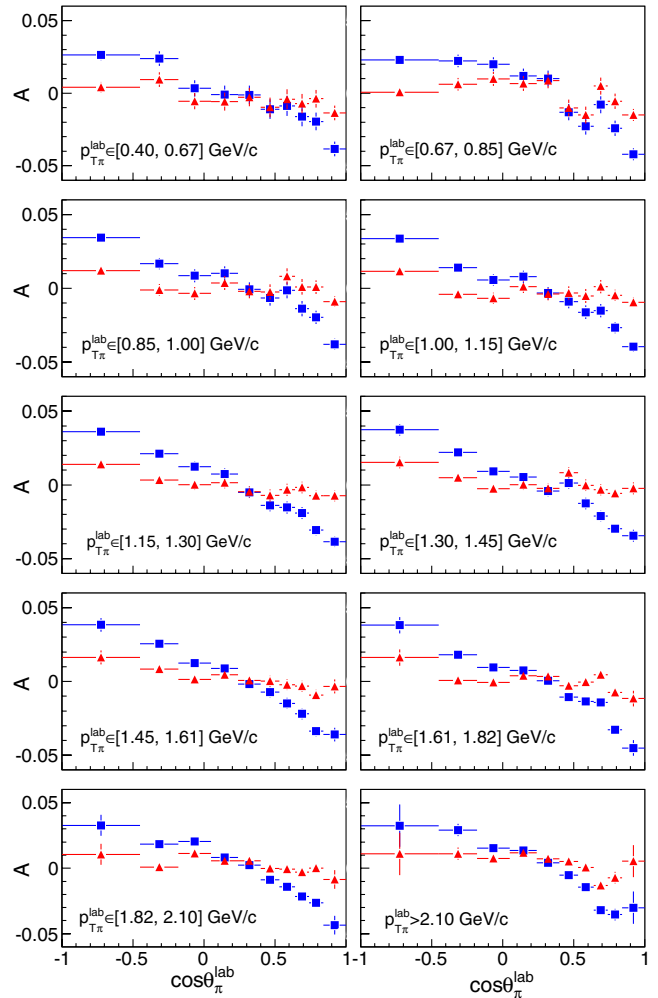 A
0.05
0
-0.05
p_{Tπ}^{lab}∈[0.40, 0.67] GeV/c
p_{Tπ}^{lab}∈[0.67, 0.85] GeV/c
A
0.05
0
-0.05
p_{Tπ}^{lab}∈[0.85, 1.00] GeV/c
p_{Tπ}^{lab}∈[1.00, 1.15] GeV/c
A
0.05
0
-0.05
p_{Tπ}^{lab}∈[1.15, 1.30] GeV/c
p_{Tπ}^{lab}∈[1.30, 1.45] GeV/c
A
0.05
0
-0.05
p_{Tπ}^{lab}∈[1.45, 1.61] GeV/c
p_{Tπ}^{lab}∈[1.61, 1.82] GeV/c
A
0.05
0
-0.05
p_{Tπ}^{lab}∈[1.82, 2.10] GeV/c
p_{Tπ}^{lab}>2.10 GeV/c
-1 -0.5 0 0.5 1 -1 -0.5 0 0.5 1
cosθ_π^{lab} cosθ_π^{lab}